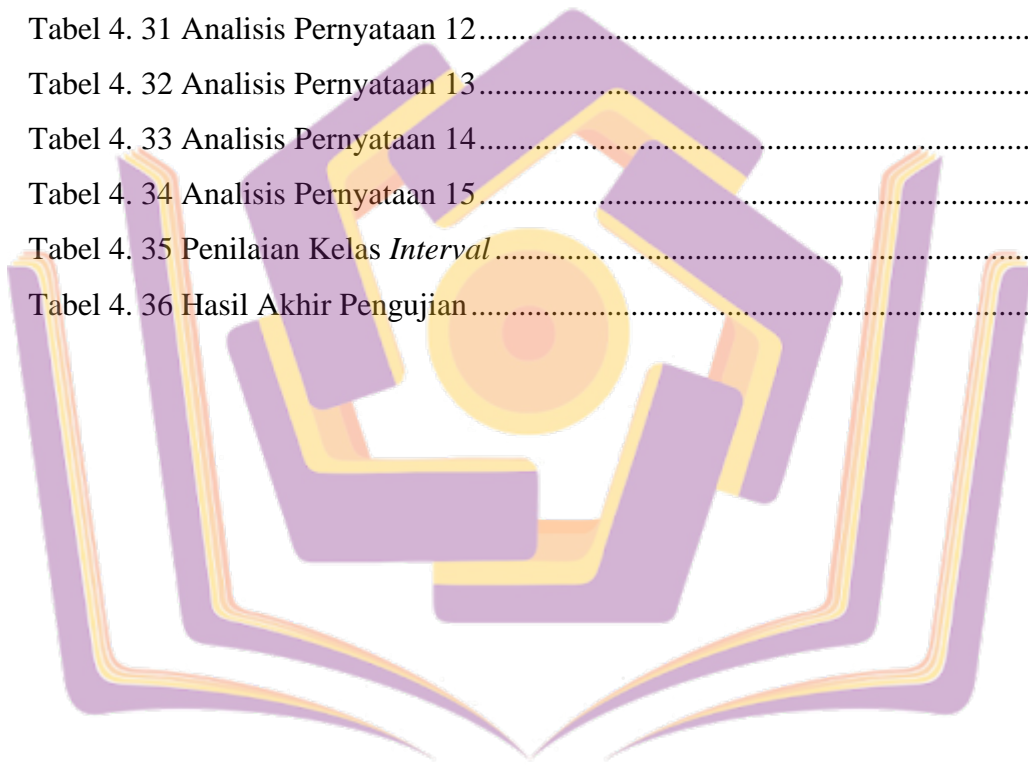 Tabel 4. 31 Analisis Pernyataan 12................................................................
Tabel 4. 32 Analisis Pernyataan 13................................................................
Tabel 4. 33 Analisis Pernyataan 14................................................................
Tabel 4. 34 Analisis Pernyataan 15................................................................
Tabel 4. 35 Penilaian Kelas Interval..............................................................
Tabel 4. 36 Hasil Akhir Pengujian.................................................................